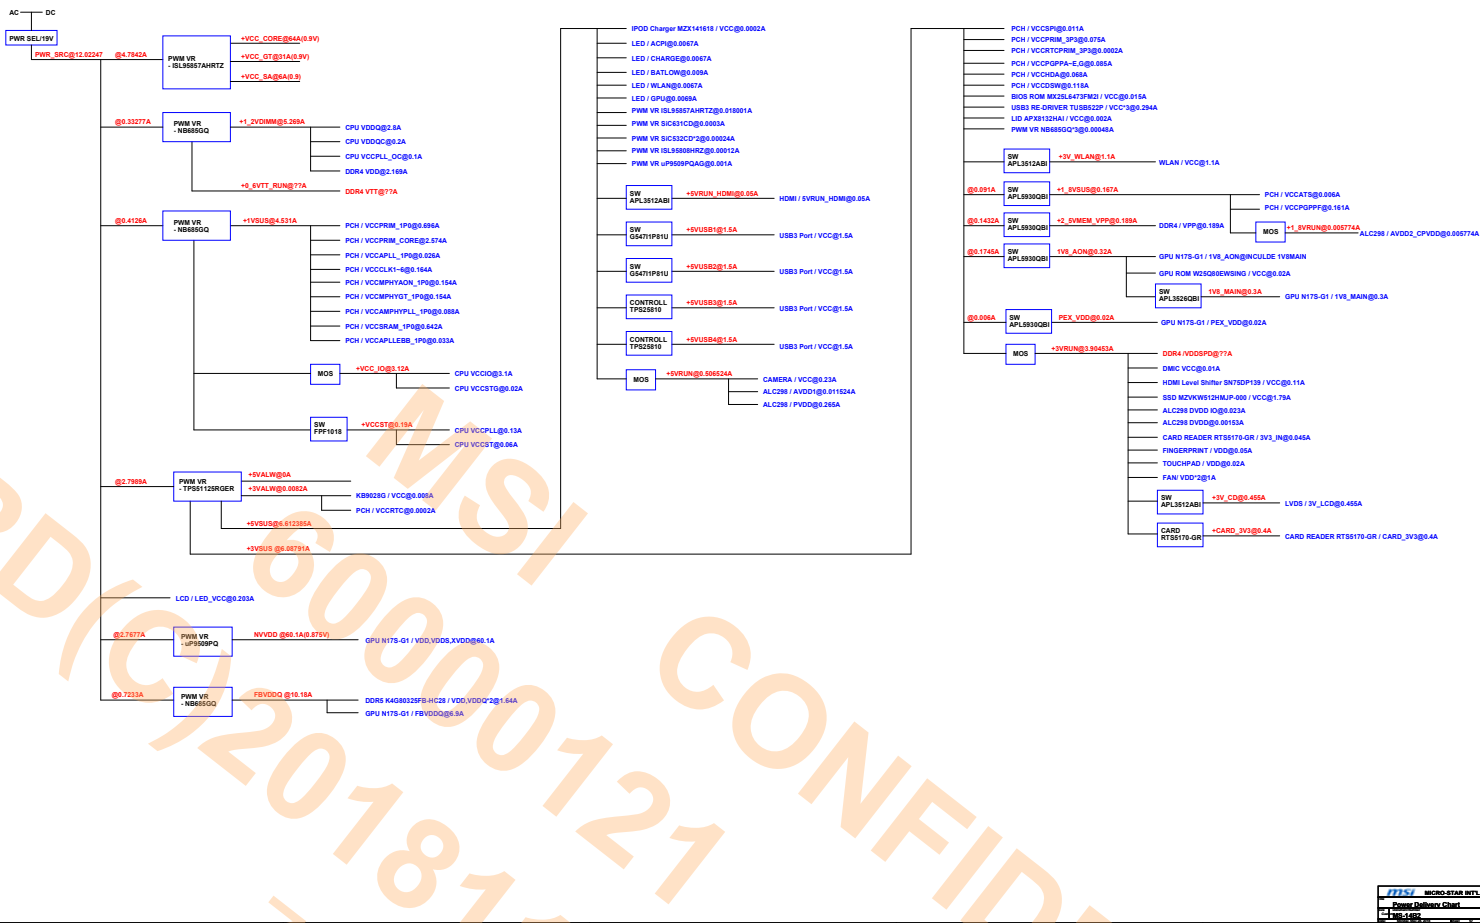 AC DC
PWR SEL/19V
PWR_SRC@12.02247
@4.7842A
PWM VR
- ISL95857AHRTZ
+VCC_CORE@64A(0.9V)
+VCC_GT@31A(0.9V)
+VCC_SA@6A(0.9)
@0.33277A
PWM VR
- NB685GQ
+1_2VDIMM@5.269A
CPU VDDQ@2.8A
CPU VDDQC@0.2A
CPU VCCPLL_OC@0.1A
DDR4 VDD@2.169A
+0_6VTT_RUN@??A
DDR4 VTT@??A
@0.4126A
PWM VR
- NB685GQ
+1VSUS@4.531A
PCH / VCCPRIM_1P0@0.696A
PCH / VCCPRIM_CORE@2.574A
PCH / VCCAPLL_1P0@0.026A
PCH / VCCCLK1~6@0.164A
PCH / VCCMPHYAON_1P0@0.154A
PCH / VCCMPHYGT_1P0@0.154A
PCH / VCCAMPHYPLL_1P0@0.088A
PCH / VCCSRAM_1P0@0.642A
PCH / VCCAPLLEBB_1P0@0.033A
MOS
+VCC_IO@3.12A
CPU VCCIO@3.1A
CPU VCCSTG@0.02A
SW
FPF1018
+VCCST@0.19A
CPU VCCPLL@0.13A
CPU VCCST@0.06A
@2.7989A
PWM VR
- TPS51125RGER
+5VALW@0A
+3VALW@0.0082A
KB9028G / VCC@0.008A
PCH / VCCRTC@0.0002A
+5VSUS@6.612385A
+3VSUS @6.08791A
LCD / LED_VCC@0.203A
@2.7677A
PWM VR
- uP9509PQ
NVVDD @60.1A(0.875V)
GPU N17S-G1 / VDD,VDDS,XVDD@60.1A
@0.7233A
PWM VR
- NB685GQ
FBVDDQ @10.18A
DDR5 K4G80325FB-HC28 / VDD,VDDQ*2@1.64A
GPU N17S-G1 / FBVDDQ@6.9A
IPOD Charger MZX141618 / VCC@0.0002A
LED / ACPI@0.0067A
LED / CHARGE@0.0067A
LED / BATLOW@0.009A
LED / WLAN@0.0067A
LED / GPU@0.0069A
PWM VR ISL95857AHRTZ@0.018001A
PWM VR SiC631CD@0.0003A
PWM VR SiC532CD*2@0.00024A
PWM VR ISL95808HRZ@0.00012A
PWM VR uP9509PQAG@0.001A
SW
APL3512ABI
+5VRUN_HDMI@0.05A
HDMI / 5VRUN_HDMI@0.05A
SW
G547I1P81U
+5VUSB1@1.5A
USB3 Port / VCC@1.5A
SW
G547I1P81U
+5VUSB2@1.5A
USB3 Port / VCC@1.5A
CONTROLL
TPS25810
+5VUSB3@1.5A
USB3 Port / VCC@1.5A
CONTROLL
TPS25810
+5VUSB4@1.5A
USB3 Port / VCC@1.5A
MOS
+5VRUN@0.506524A
CAMERA / VCC@0.23A
ALC298 / AVDD1@0.011524A
ALC298 / PVDD@0.265A
PCH / VCCSPI@0.011A
PCH / VCCPRIM_3P3@0.075A
PCH / VCCRTCPRIM_3P3@0.0002A
PCH / VCCPGPPA~E,G@0.085A
PCH / VCCHDA@0.068A
PCH / VCCDSW@0.118A
BIOS ROM MX25L6473FM2I / VCC@0.015A
USB3 RE-DRIVER TUSB522P / VCC*3@0.294A
LID APX8132HAI / VCC@0.002A
PWM VR NB685GQ*3@0.00048A
SW
APL3512ABI
+3V_WLAN@1.1A
WLAN / VCC@1.1A
@0.091A
SW
APL5930QBI
+1_8VSUS@0.167A
PCH / VCCATS@0.006A
PCH / VCCPGPPF@0.161A
MOS
+1_8VRUN@0.005774A
ALC298 / AVDD2_CPVDD@0.005774A
@0.1432A
SW
APL5930QBI
+2_5VMEM_VPP@0.189A
DDR4 / VPP@0.189A
@0.1745A
SW
APL5930QBI
1V8_AON@0.32A
GPU N17S-G1 / 1V8_AON@INCULDE 1V8MAIN
GPU ROM W25Q80EWSING / VCC@0.02A
SW
APL3526QBI
1V8_MAIN@0.3A
GPU N17S-G1 / 1V8_MAIN@0.3A
@0.006A
SW
APL5930QBI
PEX_VDD@0.02A
GPU N17S-G1 / PEX_VDD@0.02A
MOS
+3VRUN@3.90453A
DDR4 /VDDSPD@??A
DMIC VCC@0.01A
HDMI Level Shifter SN75DP139 / VCC@0.11A
SSD MZVKW512HMJP-000 / VCC@1.79A
ALC298 DVDD IO@0.023A
ALC298 DVDD@0.00153A
CARD READER RTS5170-GR / 3V3_IN@0.045A
FINGERPRINT / VDD@0.05A
TOUCHPAD / VDD@0.02A
FAN/ VDD*2@1A
SW
APL3512ABI
+3V_CD@0.455A
LVDS / 3V_LCD@0.455A
CARD
RTS5170-GR
+CARD_3V3@0.4A
CARD READER RTS5170-GR / CARD_3V3@0.4A
MSI CONFID
60000121
RD(C)20181
msi MICRO-STAR INT'L
Power Delivery Chart
MS-14B2